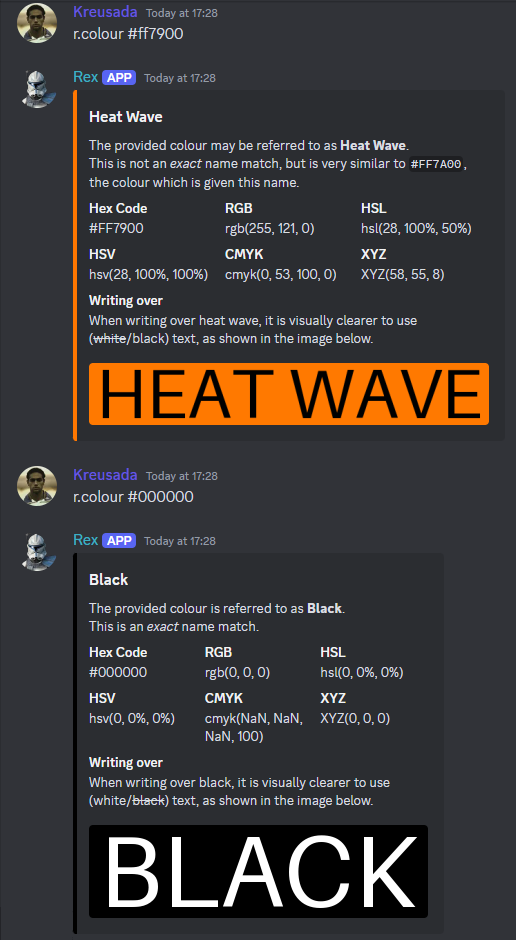 Kreusada Today at 17:28
r.colour #ff7900
Rex APP Today at 17:28
Heat Wave
The provided colour may be referred to as Heat Wave.
This is not an exact name match, but is very similar to #FF7A00,
the colour which is given this name.
Hex Code RGB HSL
#FF7900 rgb(255, 121, 0) hsl(28, 100%, 50%)
HSV CMYK XYZ
hsv(28, 100%, 100%) cmyk(0, 53, 100, 0) XYZ(58, 55, 8)
Writing over
When writing over heat wave, it is visually clearer to use
(white/black) text, as shown in the image below.
HEAT WAVE
Kreusada Today at 17:28
r.colour #000000
Rex APP Today at 17:28
Black
The provided colour is referred to as Black.
This is an exact name match.
Hex Code RGB HSL
#000000 rgb(0, 0, 0) hsl(0, 0%, 0%)
HSV CMYK XYZ
hsv(0, 0%, 0%) cmyk(NaN, NaN, XYZ(0, 0, 0)
NaN, 100)
Writing over
When writing over black, it is visually clearer to use
(white/black) text, as shown in the image below.
BLACK